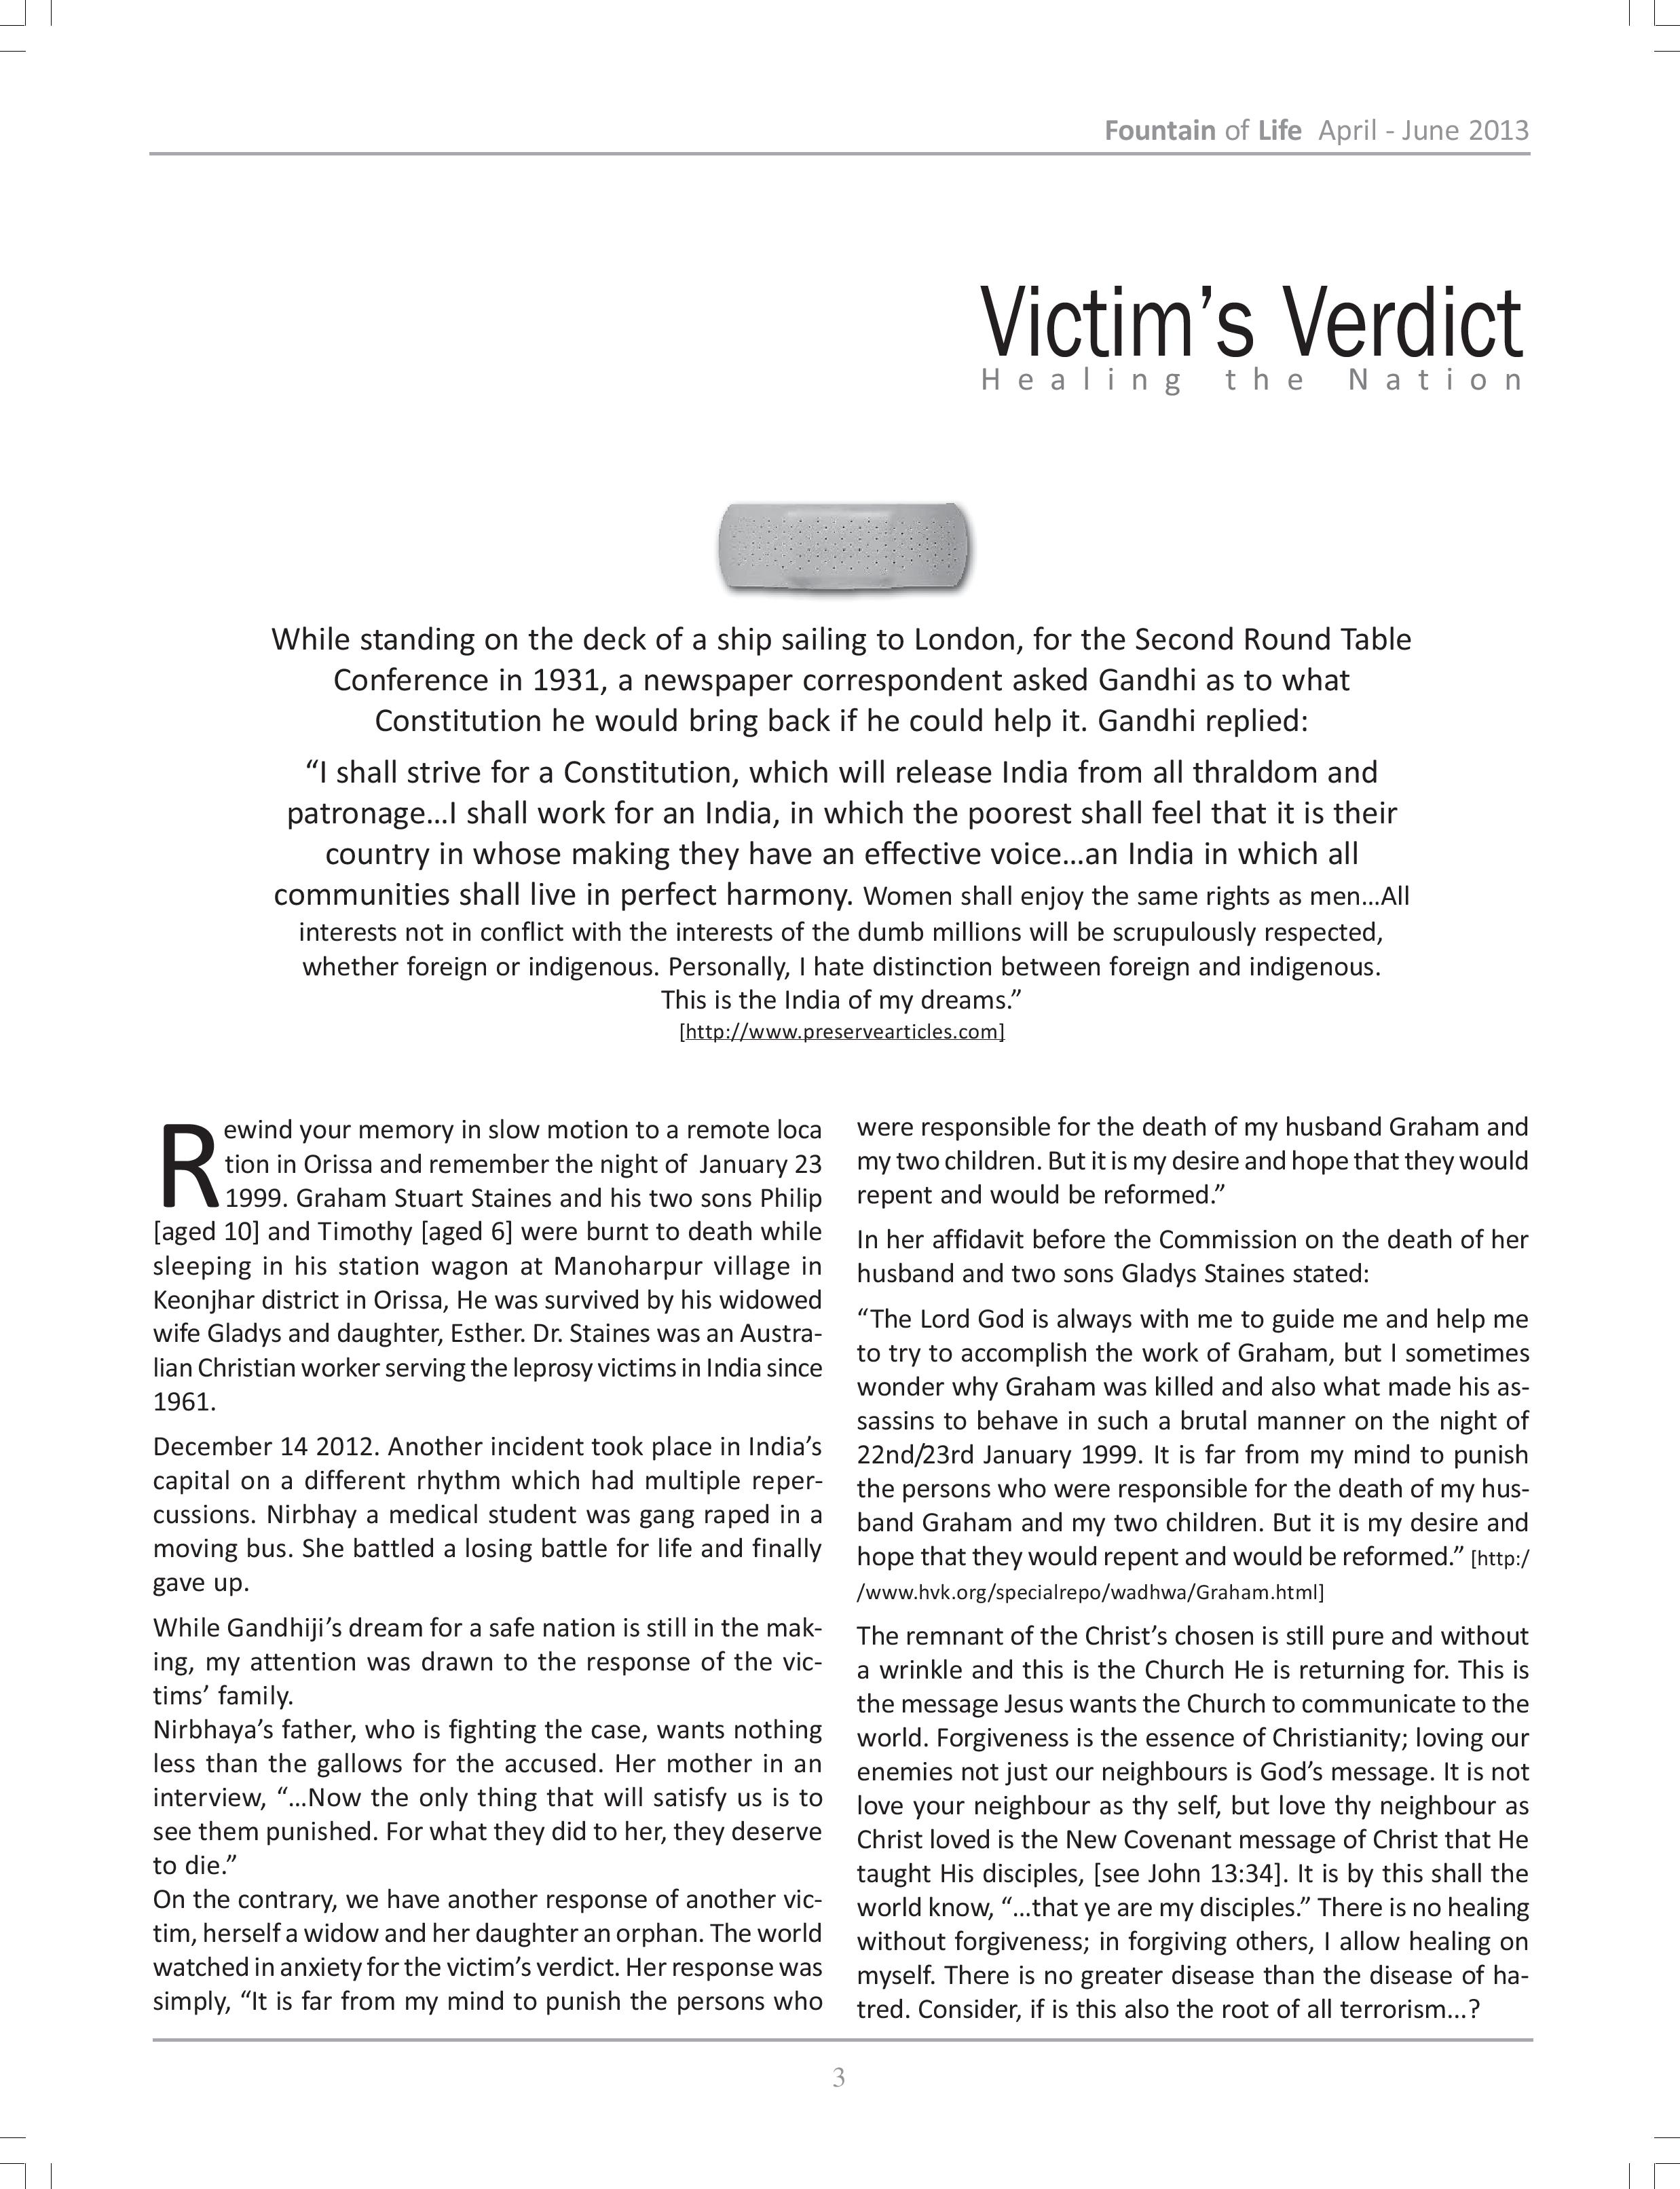 Fountain of Life April - June 2013
Victim’s Verdict
Healing the Nation
While standing on the deck of a ship sailing to London, for the Second Round Table
Conference in 1931, a newspaper correspondent asked Gandhi as to what
Constitution he would bring back if he could help it. Gandhi replied:
“I shall strive for a Constitution, which will release India from all thraldom and
patronage…I shall work for an India, in which the poorest shall feel that it is their
country in whose making they have an effective voice…an India in which all
communities shall live in perfect harmony. Women shall enjoy the same rights as men…All
interests not in conflict with the interests of the dumb millions will be scrupulously respected,
whether foreign or indigenous. Personally, I hate distinction between foreign and indigenous.
This is the India of my dreams.”
[http://www.preservearticles.com]
Rewind your memory in slow motion to a remote loca
tion in Orissa and remember the night of January 23
1999. Graham Stuart Staines and his two sons Philip
[aged 10] and Timothy [aged 6] were burnt to death while
sleeping in his station wagon at Manoharpur village in
Keonjhar district in Orissa, He was survived by his widowed
wife Gladys and daughter, Esther. Dr. Staines was an Austra-
lian Christian worker serving the leprosy victims in India since
1961.
December 14 2012. Another incident took place in India’s
capital on a different rhythm which had multiple reper-
cussions. Nirbhay a medical student was gang raped in a
moving bus. She battled a losing battle for life and finally
gave up.
While Gandhiji’s dream for a safe nation is still in the mak-
ing, my attention was drawn to the response of the vic-
tims’ family.
Nirbhaya’s father, who is fighting the case, wants nothing
less than the gallows for the accused. Her mother in an
interview, “…Now the only thing that will satisfy us is to
see them punished. For what they did to her, they deserve
to die.”
On the contrary, we have another response of another vic-
tim, herself a widow and her daughter an orphan. The world
watched in anxiety for the victim’s verdict. Her response was
simply, “It is far from my mind to punish the persons who
were responsible for the death of my husband Graham and
my two children. But it is my desire and hope that they would
repent and would be reformed.”
In her affidavit before the Commission on the death of her
husband and two sons Gladys Staines stated:
“The Lord God is always with me to guide me and help me
to try to accomplish the work of Graham, but I sometimes
wonder why Graham was killed and also what made his as-
sassins to behave in such a brutal manner on the night of
22nd/23rd January 1999. It is far from my mind to punish
the persons who were responsible for the death of my hus-
band Graham and my two children. But it is my desire and
hope that they would repent and would be reformed.” [http:/
/www.hvk.org/specialrepo/wadhwa/Graham.html]
The remnant of the Christ’s chosen is still pure and without
a wrinkle and this is the Church He is returning for. This is
the message Jesus wants the Church to communicate to the
world. Forgiveness is the essence of Christianity; loving our
enemies not just our neighbours is God’s message. It is not
love your neighbour as thy self, but love thy neighbour as
Christ loved is the New Covenant message of Christ that He
taught His disciples, [see John 13:34]. It is by this shall the
world know, “…that ye are my disciples.” There is no healing
without forgiveness; in forgiving others, I allow healing on
myself. There is no greater disease than the disease of ha-
tred. Consider, if is this also the root of all terrorism...?
3